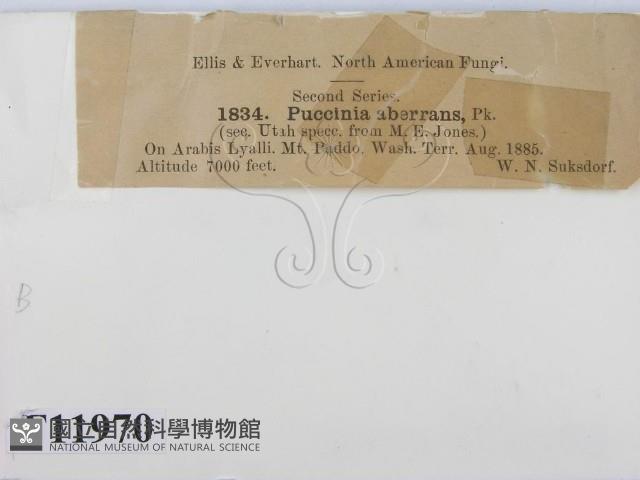 Ellis & Everhart. North American Fungi.
Second Series.
1834. Puccinia aberrans, Pk.
(sec. Utah specc. from M. E. Jones.)
On Arabis Lyalli. Mt. Paddo, Wash. Terr. Aug. 1885.
Altitude 7000 feet. W. N. Suksdorf.
B
F11970
國立自然科學博物館
NATIONAL MUSEUM OF NATURAL SCIENCE